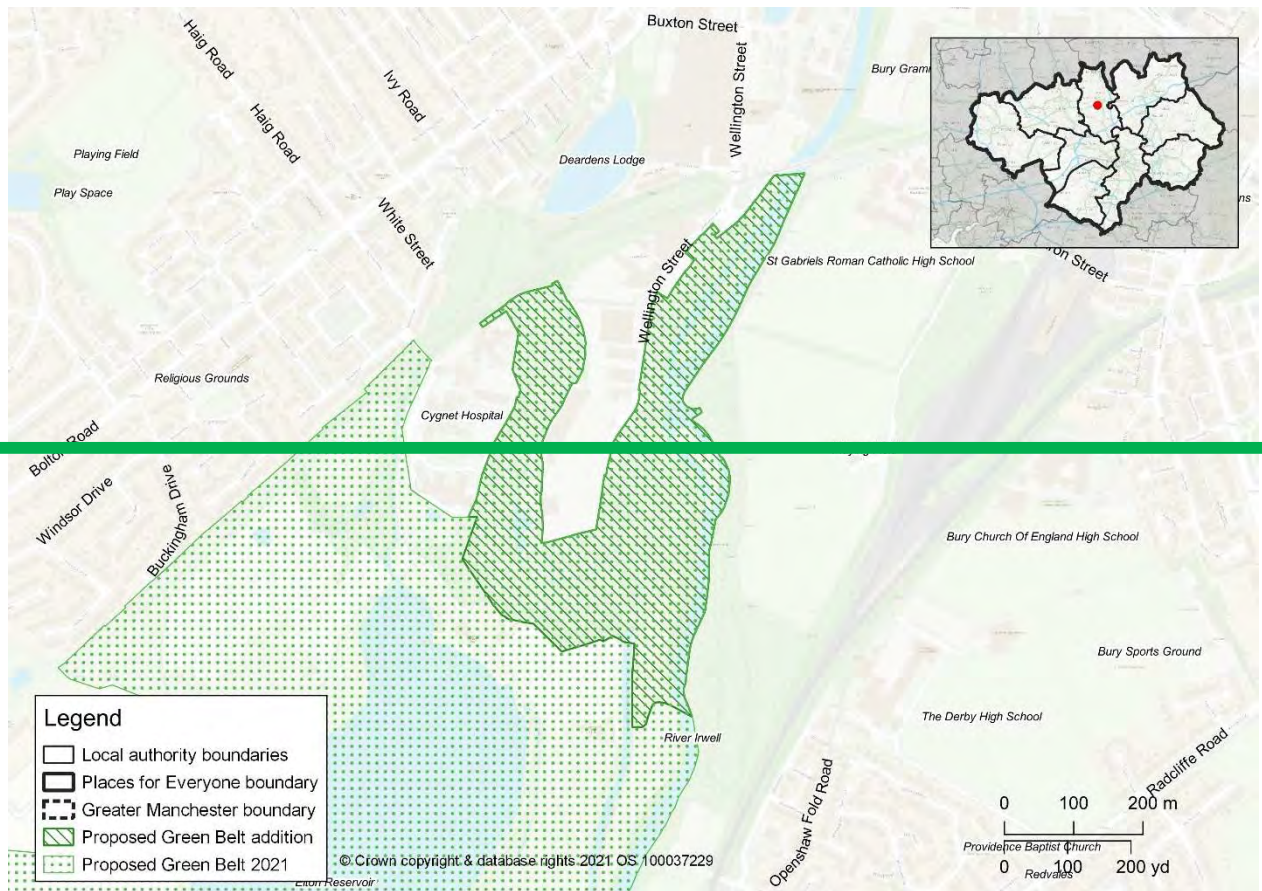 Buxton Street
Haig Road
Ivy Road
Wellington Street
Bury Gram
Haig Road
Playing Field
Deardens Lodge
Play Space
ns
White Street
ron Street
St Gabriels Roman Catholic High School
Wellington Street
Religious Grounds
Cygnet Hospital
Bolton Road
Windsor Drive
Buckingham Drive
Bury Church Of England High School
Bury Sports Ground
The Derby High School
River Irwell
Radcliffe Road
Openshaw Fold Road
Legend
Local authority boundaries
Places for Everyone boundary
Greater Manchester boundary
Proposed Green Belt addition
Proposed Green Belt 2021
0 100 200 m
Providence Baptist Church
0 100 200 yd
Redvales
© Crown copyright & database rights 2021 OS 100037229
Elton Reservoir